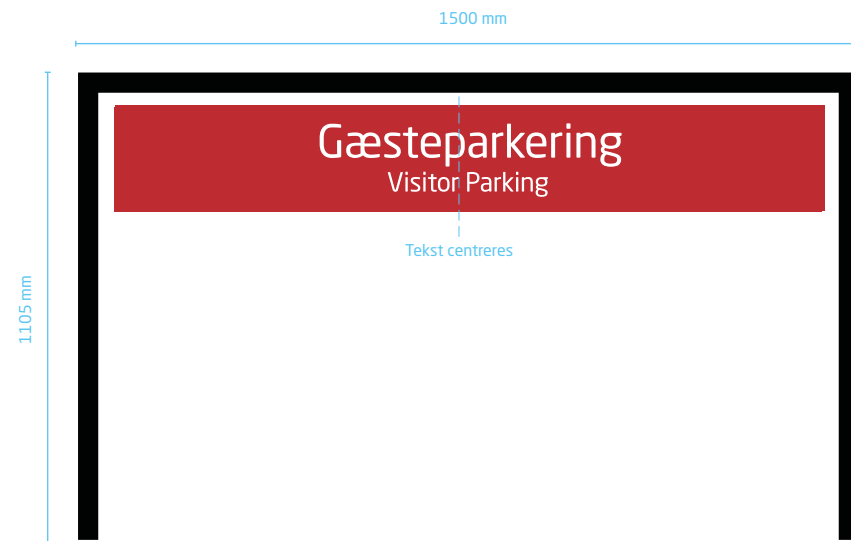 1500 mm
Gæsteparkering
Visitor Parking
Tekst centreres
1105 mm